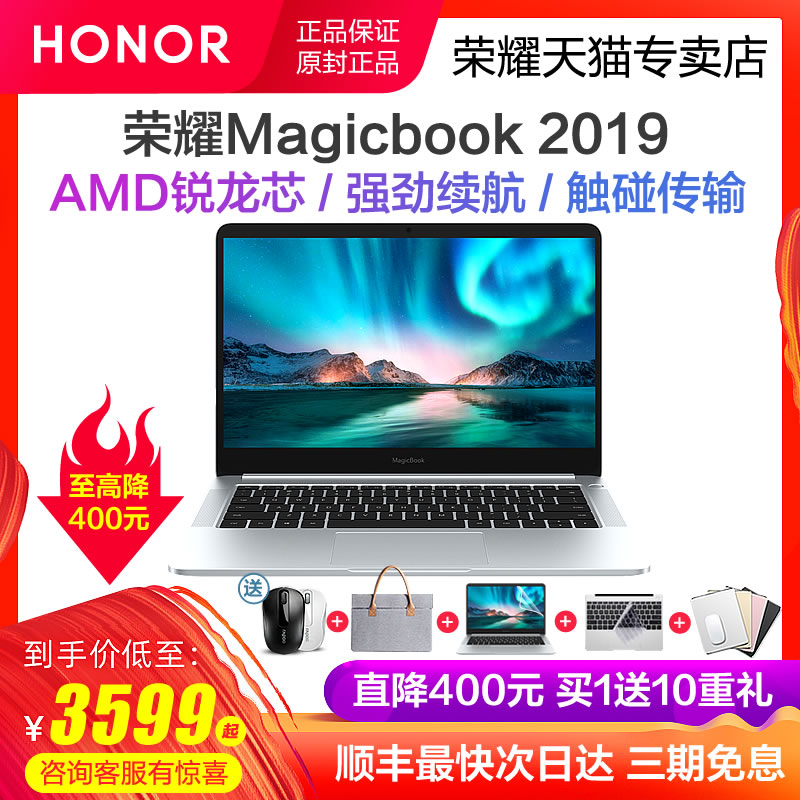 HONOR
正品保证
原封正品
荣耀天猫专卖店
荣耀Magicbook 2019
AMD锐龙芯 / 强劲续航 / 触碰传输
MagicBook
至高降
400元
送
rapoo
rapoo
到手价低至：
¥3599起
咨询客服有惊喜
直降400元 买1送10重礼
顺丰最快次日达 三期免息